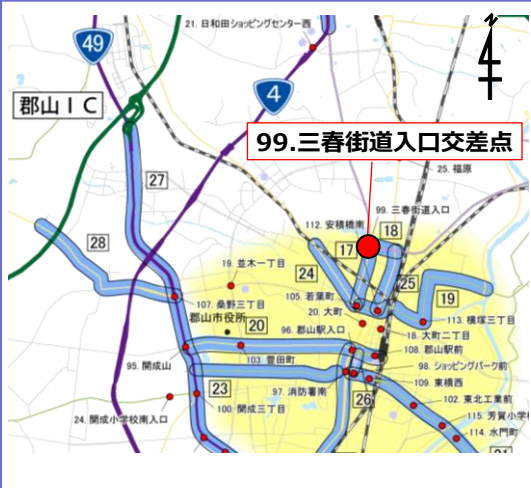 21. 日和田ショッピングセンター西
49
4
4
郡山ＩＣ
99.三春街道入口交差点
25. 福原
27
112. 安積橋南
99. 三春街道入口
17
18
28
19. 並木一丁目
24
25
19
105. 若葉町
107. 桑野三丁目
20. 大町
113. 横塚三丁目
郡山市役所
96. 郡山駅入口
18. 大町二丁目
20
108. 郡山駅前
95. 開成山
103. 豊田町
98. ショッピングパーク前
109. 東橋西
23
97. 消防署南
26
102. 東北工業前
24. 開成小学校南入口
100. 開成三丁目
115. 芳賀小学
114. 水門町